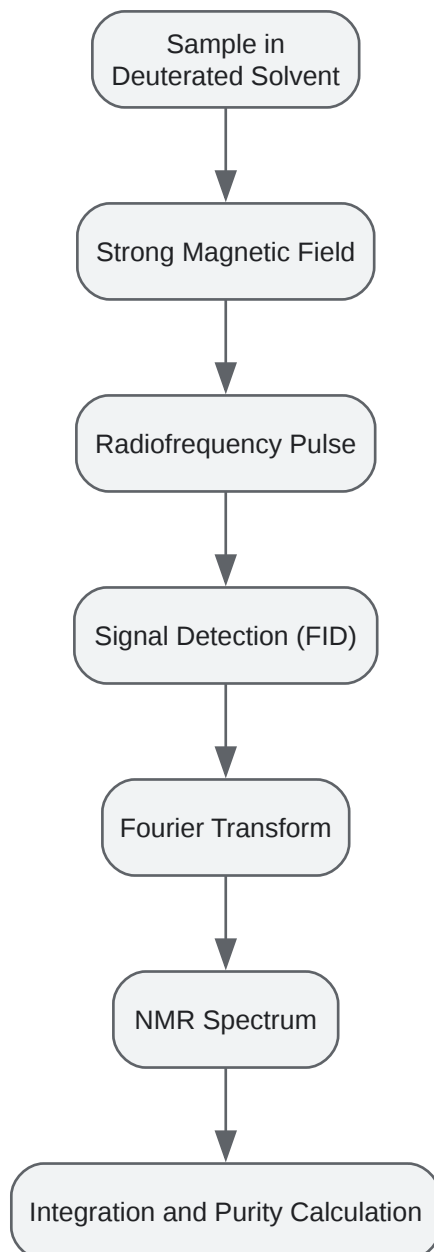 Sample in
Deuterated Solvent
Strong Magnetic Field
Radiofrequency Pulse
Signal Detection (FID)
Fourier Transform
NMR Spectrum
Integration and Purity Calculation